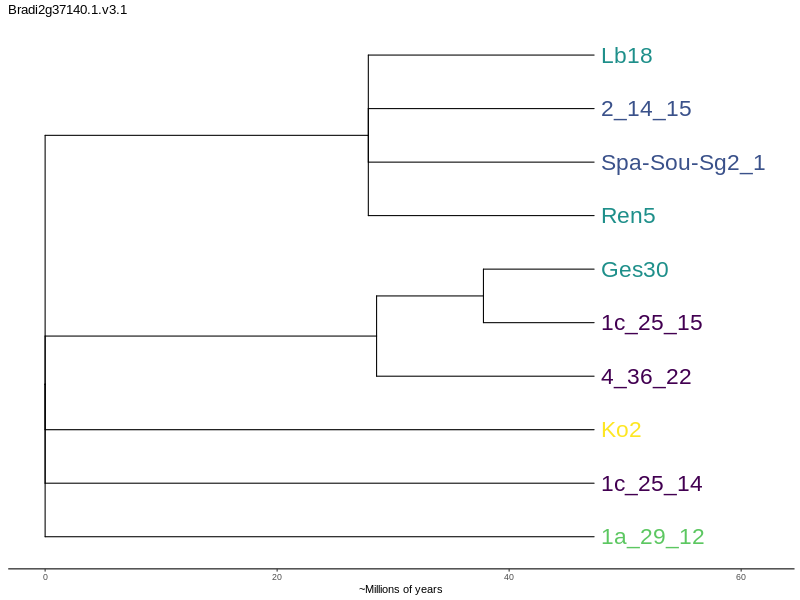 Bradi2g37140.1.v3.1
Lb18
2_14_15
Spa-Sou-Sg2_1
Ren5
Ges30
1c_25_15
4_36_22
Ko2
1c_25_14
1a_29_12
0 20 40 60
~Millions of years